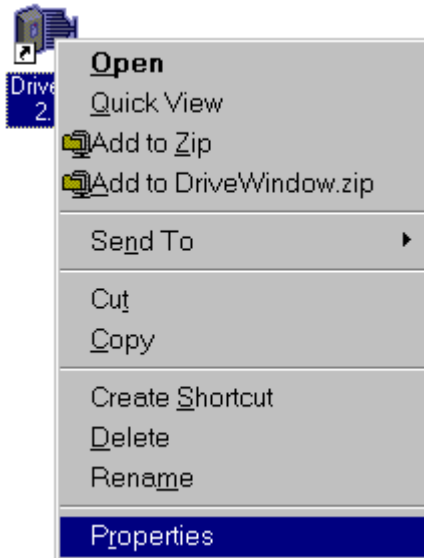 Drive
2.
Open
Quick View
Add to Zip
Add to DriveWindow.zip
Send To
Cut
Copy
Create Shortcut
Delete
Rename
Properties